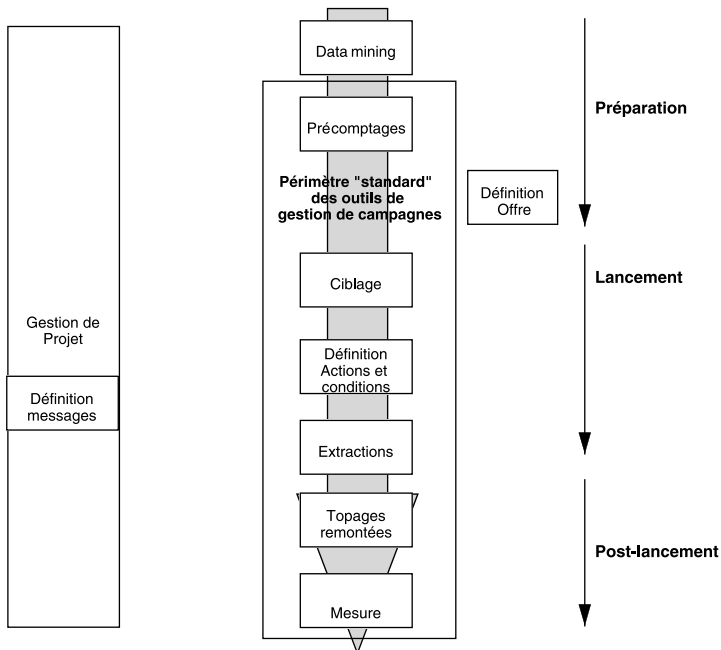 Data mining
Préparation
Précomptages
Périmètre "standard"
des outils de
gestion de campagnes
Définition
Offre
Lancement
Ciblage
Gestion de
Projet
Définition
Actions et
conditions
Définition
messages
Extractions
Topages
remontées
Post-lancement
Mesure